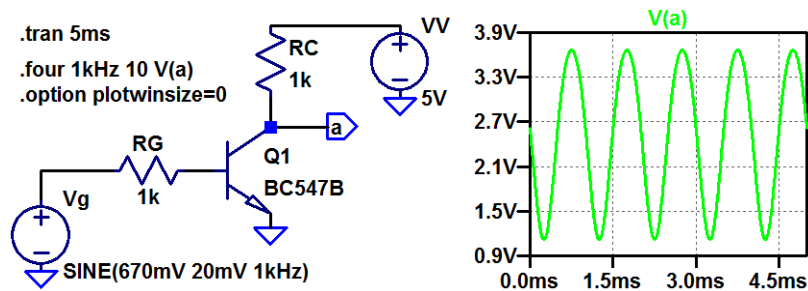 .tran 5ms
.four 1kHz 10 V(a)
.option plotwinsize=0
RC
1k
VV
5V
a
RG
1k
Q1
BC547B
Vg
SINE(670mV 20mV 1kHz)
V(a)
3.9V
3.3V
2.7V
2.1V
1.5V
0.9V
0.0ms 1.5ms 3.0ms 4.5ms